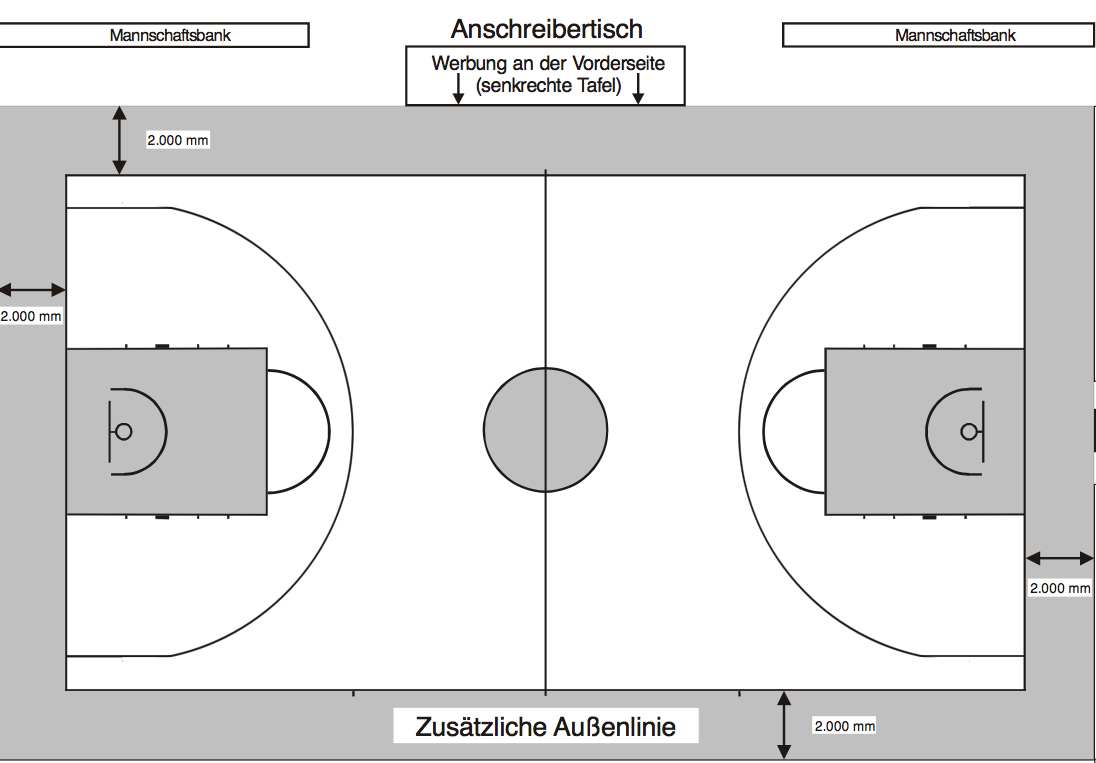 Anschreibertisch
Mannschaftsbank
Mannschaftsbank
Werbung an der Vorderseite
(senkrechte Tafel)
2.000 mm
2.000 mm
2.000 mm
Zusätzliche Außenlinie
2.000 mm